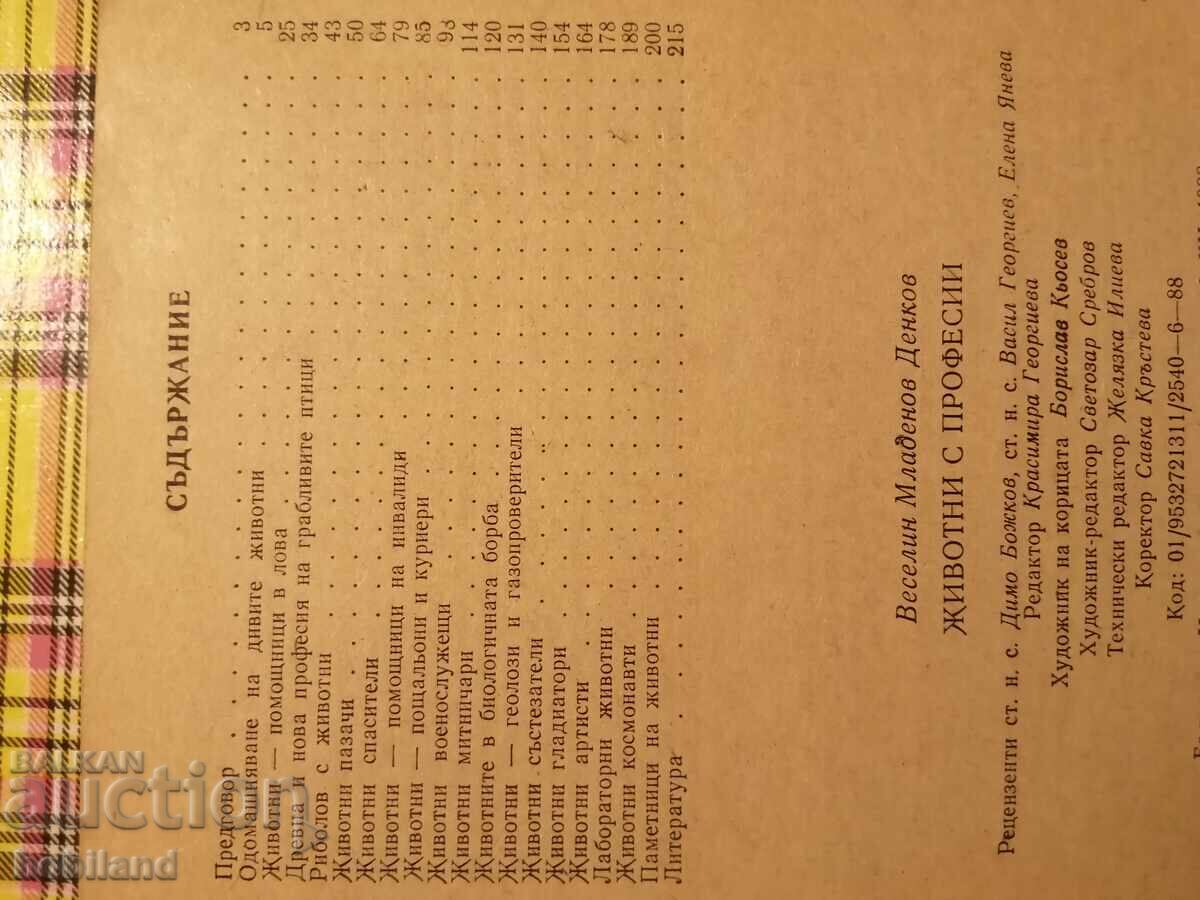 СЪДЪРЖАНИЕ
Предговор . . . . . . . . 3
Одомашняване на дивите животни . . . . . 5
Животни — помощници в лова . . . . . 25
Древна и нова професия на грабливите птици . . . . 34
Риболов с животни . . . . . 43
Животни пазачи . . . . . 50
Животни спасители . . . . . 64
Животни — помощници на инвалиди . . . . . 79
Животни — пощальони и куриери . . . . . 85
Животни военослужещи . . . . . 93
Животни митничари . . . . . 114
Животните в биологичната борба . . . . . 120
Животни — геолози и газопроверители . . . . . 131
Животни състезатели . . . . . 140
Животни гладиатори . . . . . 154
Животни артисти . . . . . 164
Лабораторни животни . . . . . 178
Животни космонавти . . . . . 189
Паметници на животни . . . . . 200
Литература . . . . . 215
Веселин Младенов Денков
ЖИВОТНИ С ПРОФЕСИИ
Рецензенти ст. н. с. Димо Божков, ст. н. с. Васил Георгиев, Елена Янева
Редактор Красимира Георгиева
Художник на корицата Борислав Кьосев
Художник-редактор Светозар Сребров
Технически редактор Желязка Илиева
Коректор Савка Кръстева
Код: 01/9532721311/2540—6—88
BALKAN
auction
hobiland